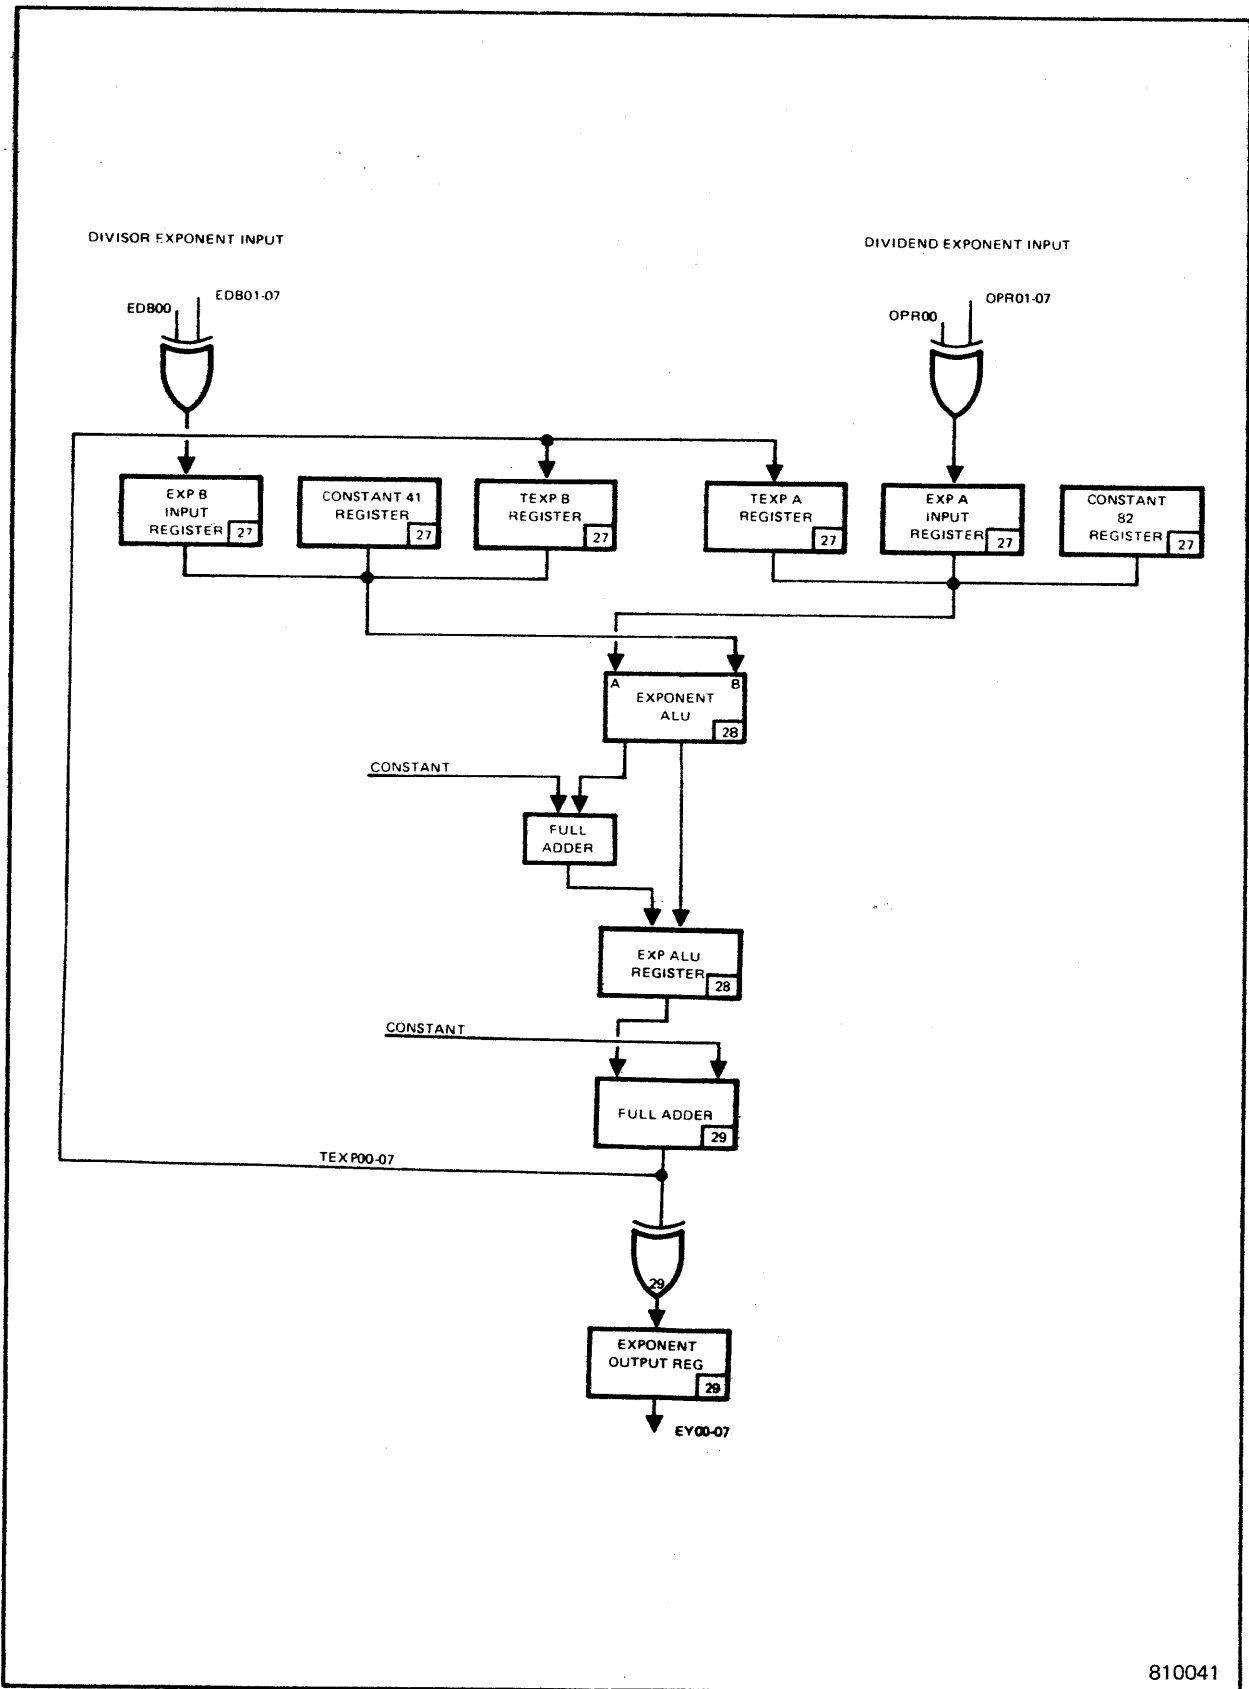 DIVISOR EXPONENT INPUT
DIVIDEND EXPONENT INPUT
EDB00
EDB01-07
OPR00
OPR01-07
EXP B
INPUT
REGISTER
27
CONSTANT 41
REGISTER
27
TEXP B
REGISTER
27
TEXP A
REGISTER
27
EXP A
INPUT
REGISTER
27
CONSTANT
82
REGISTER
27
A
B
EXPONENT
ALU
28
CONSTANT
FULL
ADDER
EXP ALU
REGISTER
28
CONSTANT
FULL ADDER
29
TEXP00-07
29
EXPONENT
OUTPUT REG
29
EY00-07
810041